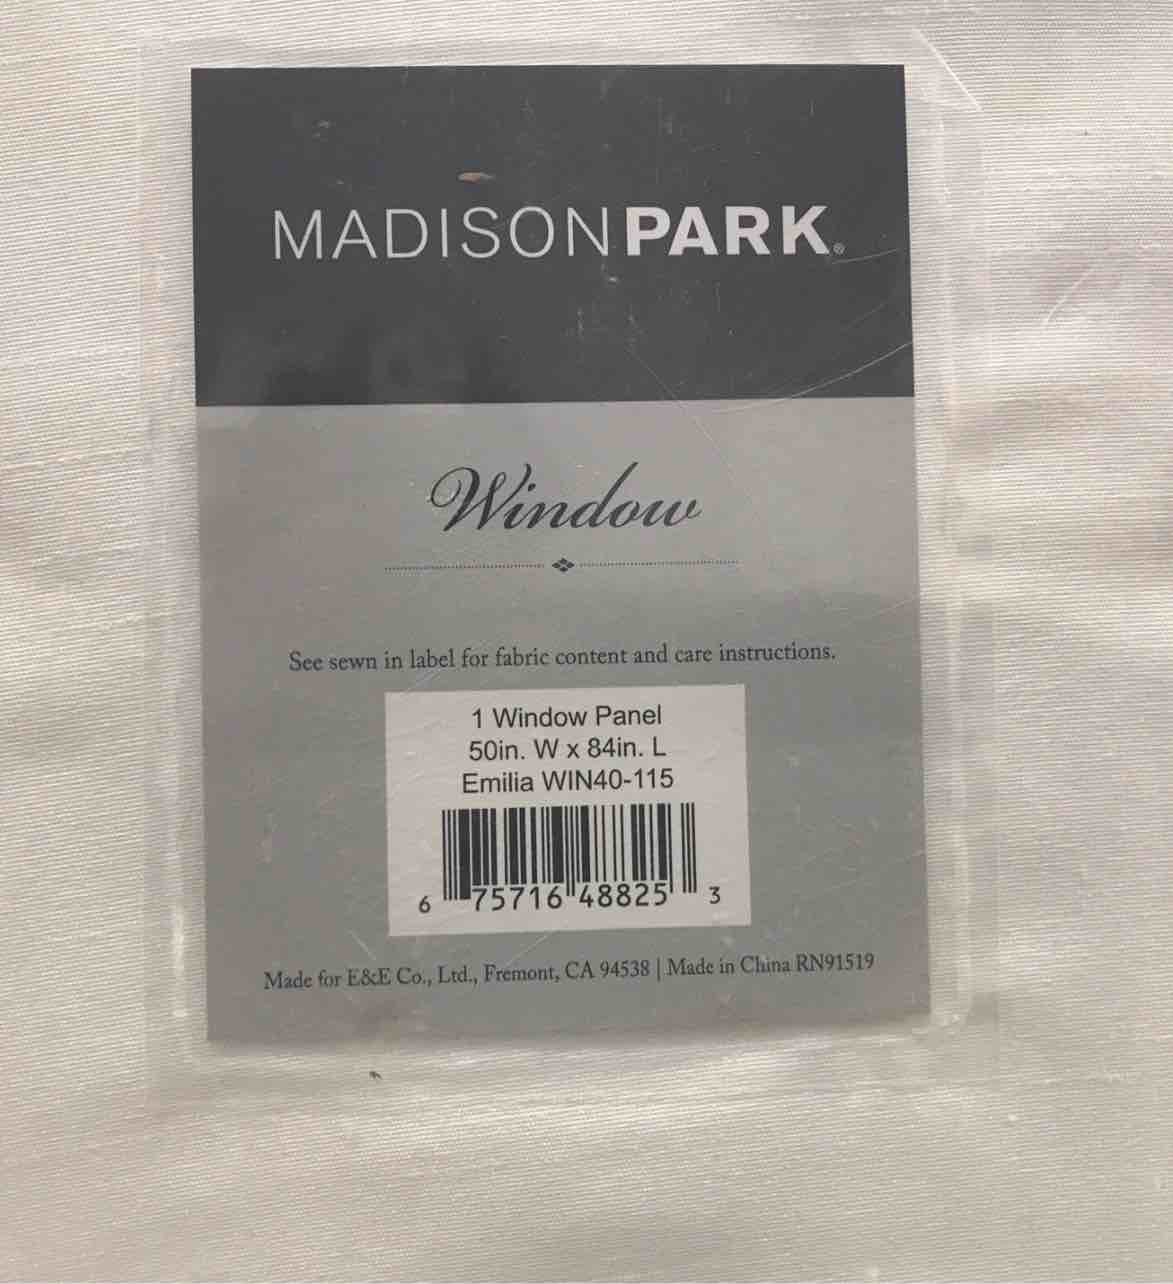 MADISONPARK®
Window
See sewn in label for fabric content and care instructions.
1 Window Panel
50in. W x 84in. L
Emilia WIN40-115
6 75716 48825 3
Made for E&E Co., Ltd., Fremont, CA 94538 | Made in China RN91519